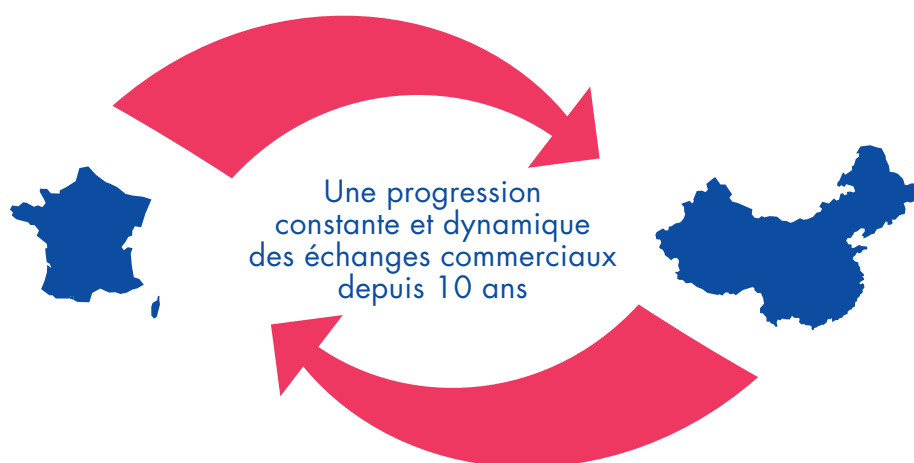 Une progression
constante et dynamique
des échanges commerciaux
depuis 10 ans